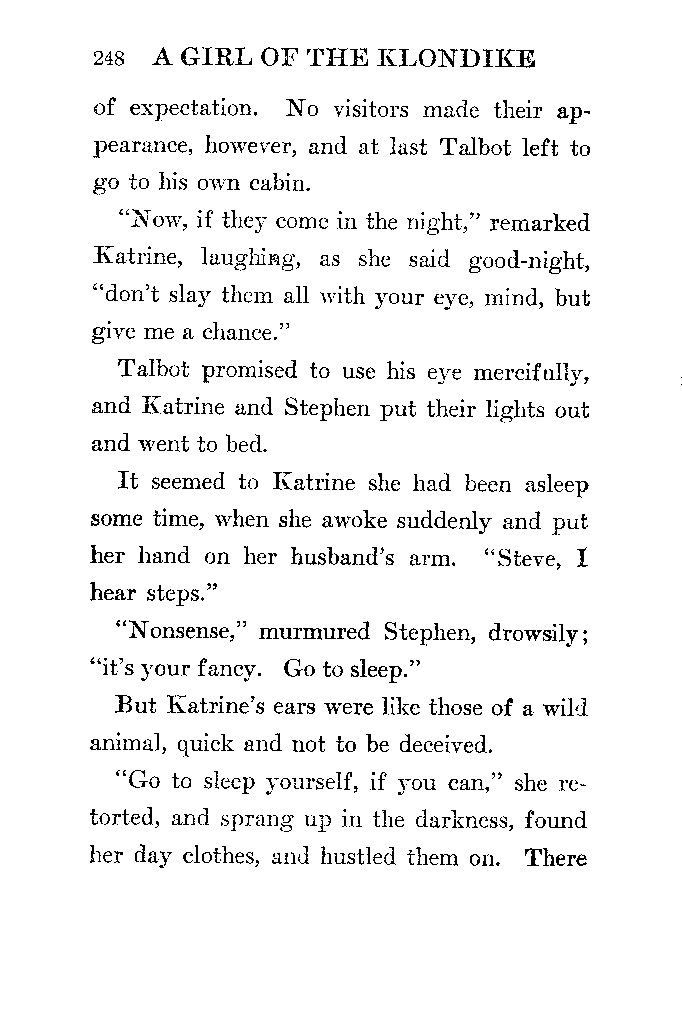 248 A GIRL OF THE KLONDIKE
of expectation. No visitors made their ap-
pearance, however, and at last Talbot left to
go to his own cabin.
“Now, if they come in the night,” remarked
Katrine, laughing, as she said good-night,
“don’t slay them all with your eye, mind, but
give me a chance.”
Talbot promised to use his eye mercifully,
and Katrine and Stephen put their lights out
and went to bed.
It seemed to Katrine she had been asleep
some time, when she awoke suddenly and put
her hand on her husband’s arm. “Steve, I
hear steps.”
“Nonsense,” murmured Stephen, drowsily;
“it’s your fancy. Go to sleep.”
But Katrine’s ears were like those of a wild
animal, quick and not to be deceived.
“Go to sleep yourself, if you can,” she re-
torted, and sprang up in the darkness, found
her day clothes, and hustled them on. There